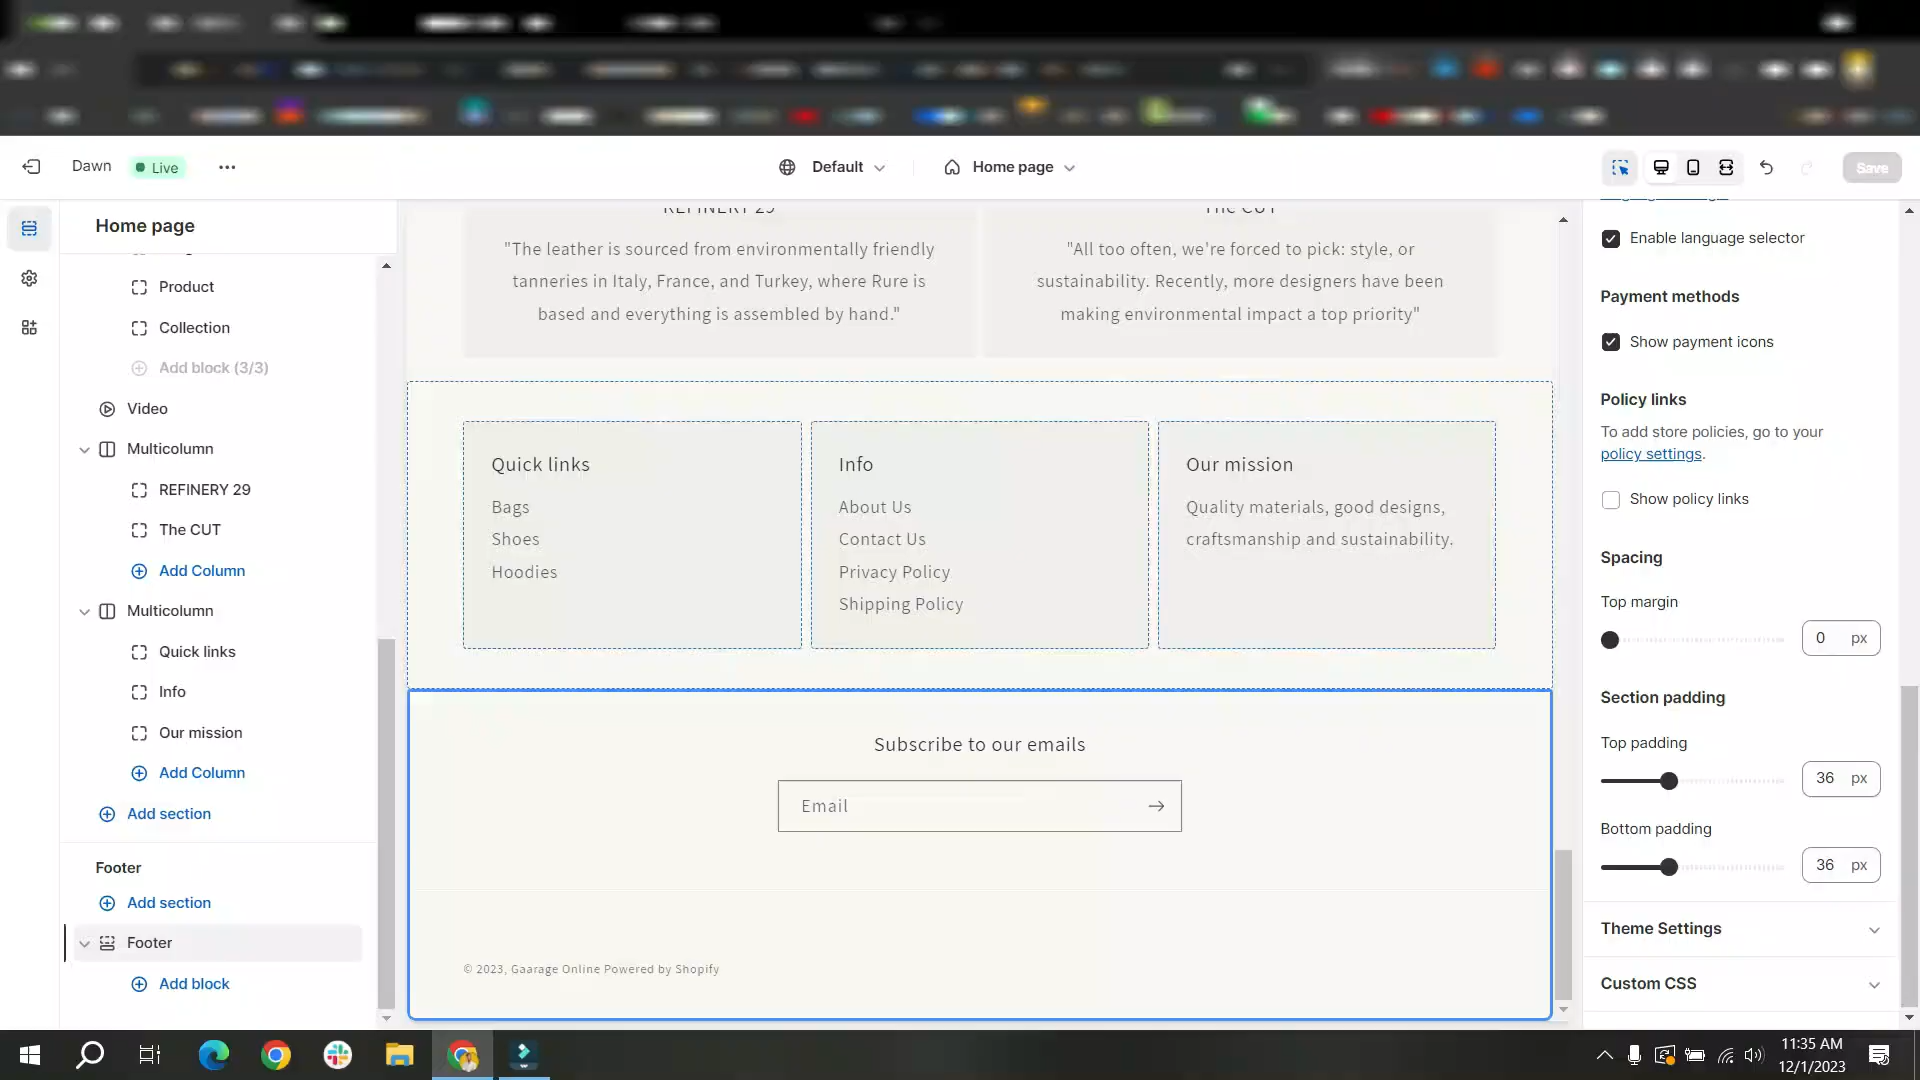 Dawn
Live
Default
Home page
Save
Home page
Product
Collection
Add block (3/3)
Video
Multicolumn
REFINERY 29
The CUT
Add Column
Multicolumn
Quick links
Info
Our mission
Add Column
Add section
Footer
Add section
Footer
Add block
REFINERY 29
"The leather is sourced from environmentally friendly
tanneries in Italy, France, and Turkey, where Rure is
based and everything is assembled by hand."
The CUT
"All too often, we're forced to pick: style, or
sustainability. Recently, more designers have been
making environmental impact a top priority"
Quick links
Bags
Shoes
Hoodies
Info
About Us
Contact Us
Privacy Policy
Shipping Policy
Our mission
Quality materials, good designs,
craftsmanship and sustainability.
Subscribe to our emails
Email
© 2023, Gaarage Online Powered by Shopify
Enable language selector
Payment methods
Show payment icons
Policy links
To add store policies, go to your
policy settings.
Show policy links
Spacing
Top margin
0 px
Section padding
Top padding
36 px
Bottom padding
36 px
Theme Settings
Custom CSS
11:35 AM
12/1/2023